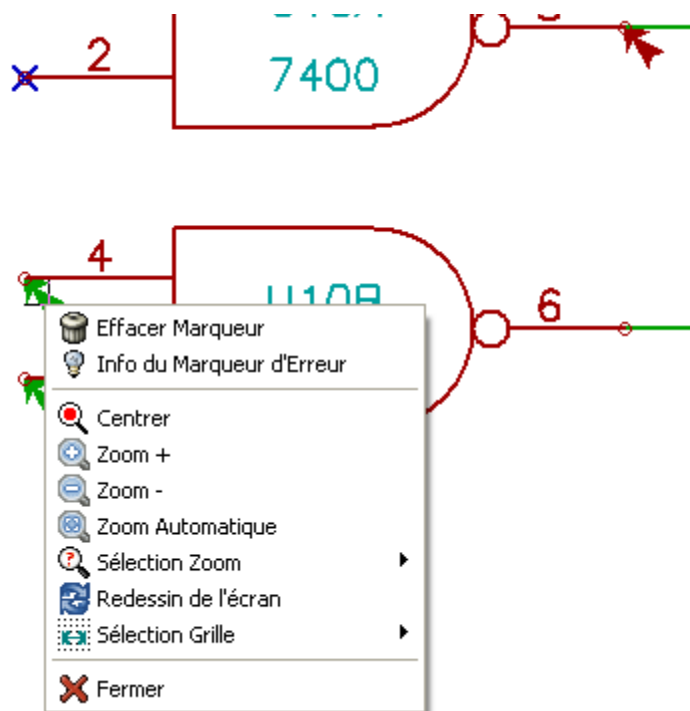 2
7400
4
6
Effacer Marqueur
Info du Marqueur d'Erreur
Centrer
Zoom +
Zoom -
Zoom Automatique
Sélection Zoom
Redessin de l'écran
Sélection Grille
Fermer